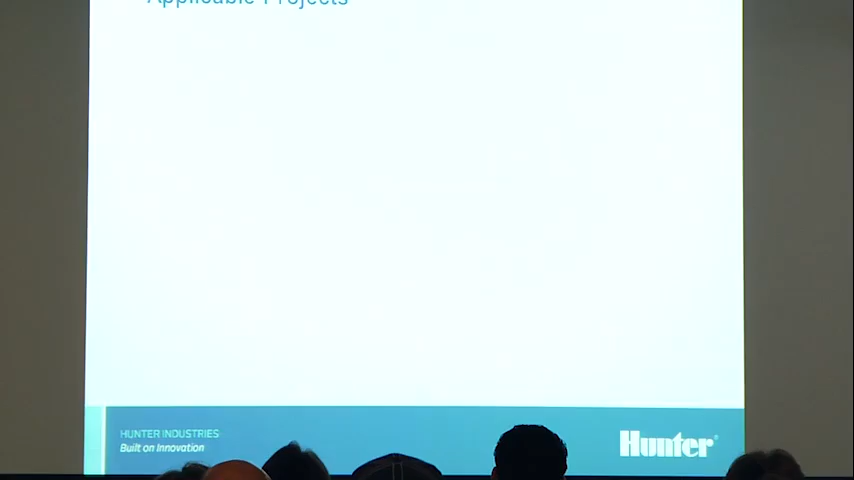 Applicable Projects
HUNTER INDUSTRIES
Built on Innovation
Hunter®